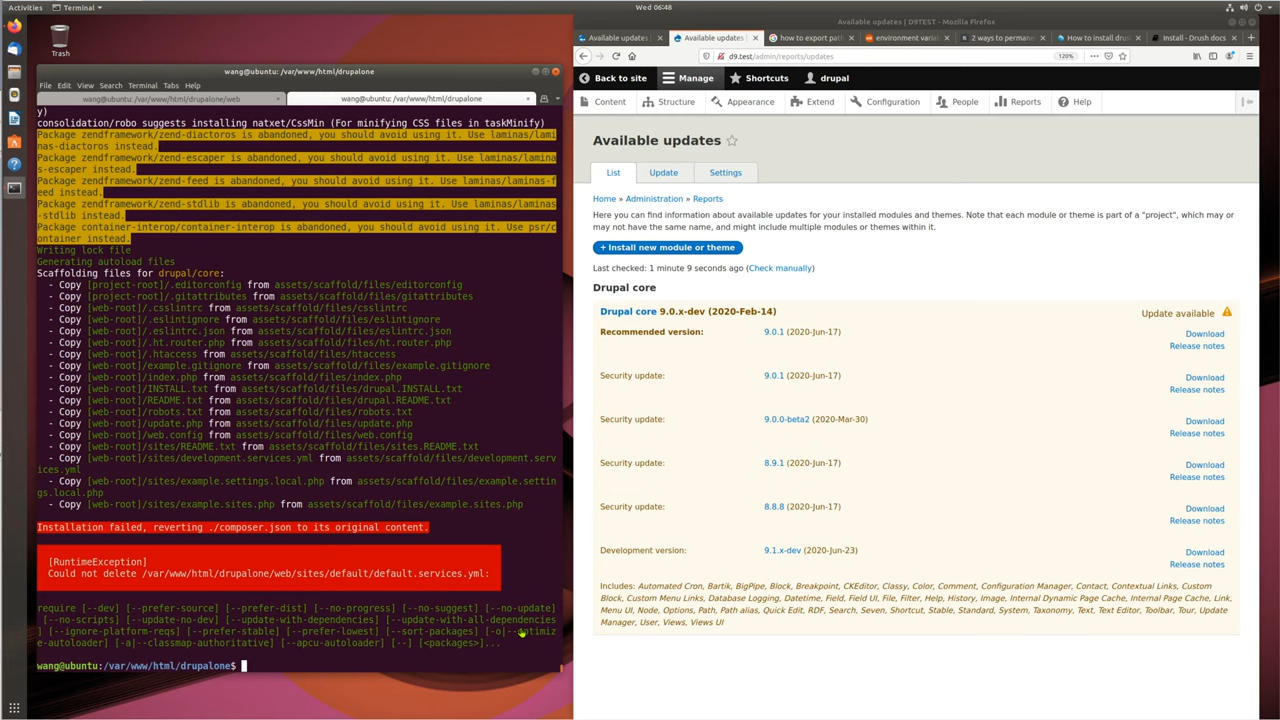 Activities
Terminal
Wed 06:48
Trash
wang@ubuntu: /var/www/html/drupalone
File Edit View Search Terminal Tabs Help
wang@ubuntu: /var/www/html/drupalone/web
wang@ubuntu: /var/www/html/drupalone
y)
consolidation/robo suggests installing natxet/CssMin (For minifying CSS files in taskMinify)
Package zendframework/zend-diactoros is abandoned, you should avoid using it. Use laminas/lami
nas-diactoros instead.
Package zendframework/zend-escaper is abandoned, you should avoid using it. Use laminas/lamina
s-escaper instead.
Package zendframework/zend-feed is abandoned, you should avoid using it. Use laminas/laminas-f
eed instead.
Package zendframework/zend-stdlib is abandoned, you should avoid using it. Use laminas/laminas
-stdlib instead.
Package container-interop/container-interop is abandoned, you should avoid using it. Use psr/c
ontainer instead.
Writing lock file
Generating autoload files
Scaffolding files for drupal/core:
- Copy [project-root]/.editorconfig from assets/scaffold/files/editorconfig
- Copy [project-root]/.gitattributes from assets/scaffold/files/gitattributes
- Copy [web-root]/.csslintrc from assets/scaffold/files/csslintrc
- Copy [web-root]/.eslintignore from assets/scaffold/files/eslintignore
- Copy [web-root]/.eslintrc.json from assets/scaffold/files/eslintrc.json
- Copy [web-root]/.ht.router.php from assets/scaffold/files/ht.router.php
- Copy [web-root]/.htaccess from assets/scaffold/files/htaccess
- Copy [web-root]/example.gitignore from assets/scaffold/files/example.gitignore
- Copy [web-root]/index.php from assets/scaffold/files/index.php
- Copy [web-root]/INSTALL.txt from assets/scaffold/files/drupal.INSTALL.txt
- Copy [web-root]/README.txt from assets/scaffold/files/drupal.README.txt
- Copy [web-root]/robots.txt from assets/scaffold/files/robots.txt
- Copy [web-root]/update.php from assets/scaffold/files/update.php
- Copy [web-root]/web.config from assets/scaffold/files/web.config
- Copy [web-root]/sites/README.txt from assets/scaffold/files/sites.README.txt
- Copy [web-root]/sites/development.services.yml from assets/scaffold/files/development.serv
ices.yml
- Copy [web-root]/sites/example.settings.local.php from assets/scaffold/files/example.settin
gs.local.php
- Copy [web-root]/sites/example.sites.php from assets/scaffold/files/example.sites.php
Installation failed, reverting ./composer.json to its original content.
[RuntimeException]
Could not delete /var/www/html/drupalone/web/sites/default/default.services.yml:
require [--dev] [--prefer-source] [--prefer-dist] [--no-progress] [--no-suggest] [--no-update]
[--no-scripts] [--update-no-dev] [--update-with-dependencies] [--update-with-all-dependencies
] [--ignore-platform-reqs] [--prefer-stable] [--prefer-lowest] [--sort-packages] [-o|--optimiz
e-autoloader] [-a|--classmap-authoritative] [--apcu-autoloader] [--] [<packages>]...
wang@ubuntu:/var/www/html/drupalone$
Available updates | D9TEST - Mozilla Firefox
Available updates |
Available updates |
how to export path
environment varia
2 ways to permane
How to install drus
Install - Drush docs
d9.test/admin/reports/updates
120%
Back to site
Manage
Shortcuts
drupal
Content
Structure
Appearance
Extend
Configuration
People
Reports
Help
Available updates
List
Update
Settings
Home » Administration » Reports
Here you can find information about available updates for your installed modules and themes. Note that each module or theme is part of a "project", which may or
may not have the same name, and might include multiple modules or themes within it.
+ Install new module or theme
Last checked: 1 minute 9 seconds ago (Check manually)
Drupal core
Drupal core 9.0.x-dev (2020-Feb-14)
Update available
Recommended version: 9.0.1 (2020-Jun-17) Download
Release notes
Security update: 9.0.1 (2020-Jun-17) Download
Release notes
Security update: 9.0.0-beta2 (2020-Mar-30) Download
Release notes
Security update: 8.9.1 (2020-Jun-17) Download
Release notes
Security update: 8.8.8 (2020-Jun-17) Download
Release notes
Development version: 9.1.x-dev (2020-Jun-23) Download
Release notes
Includes: Automated Cron, Bartik, BigPipe, Block, Breakpoint, CKEditor, Classy, Color, Comment, Configuration Manager, Contact, Contextual Links, Custom
Block, Custom Menu Links, Database Logging, Datetime, Field, Field UI, File, Filter, Help, History, Image, Internal Dynamic Page Cache, Internal Page Cache, Link,
Menu UI, Node, Options, Path, Path alias, Quick Edit, RDF, Search, Seven, Shortcut, Stable, Standard, System, Taxonomy, Text, Text Editor, Toolbar, Tour, Update
Manager, User, Views, Views UI